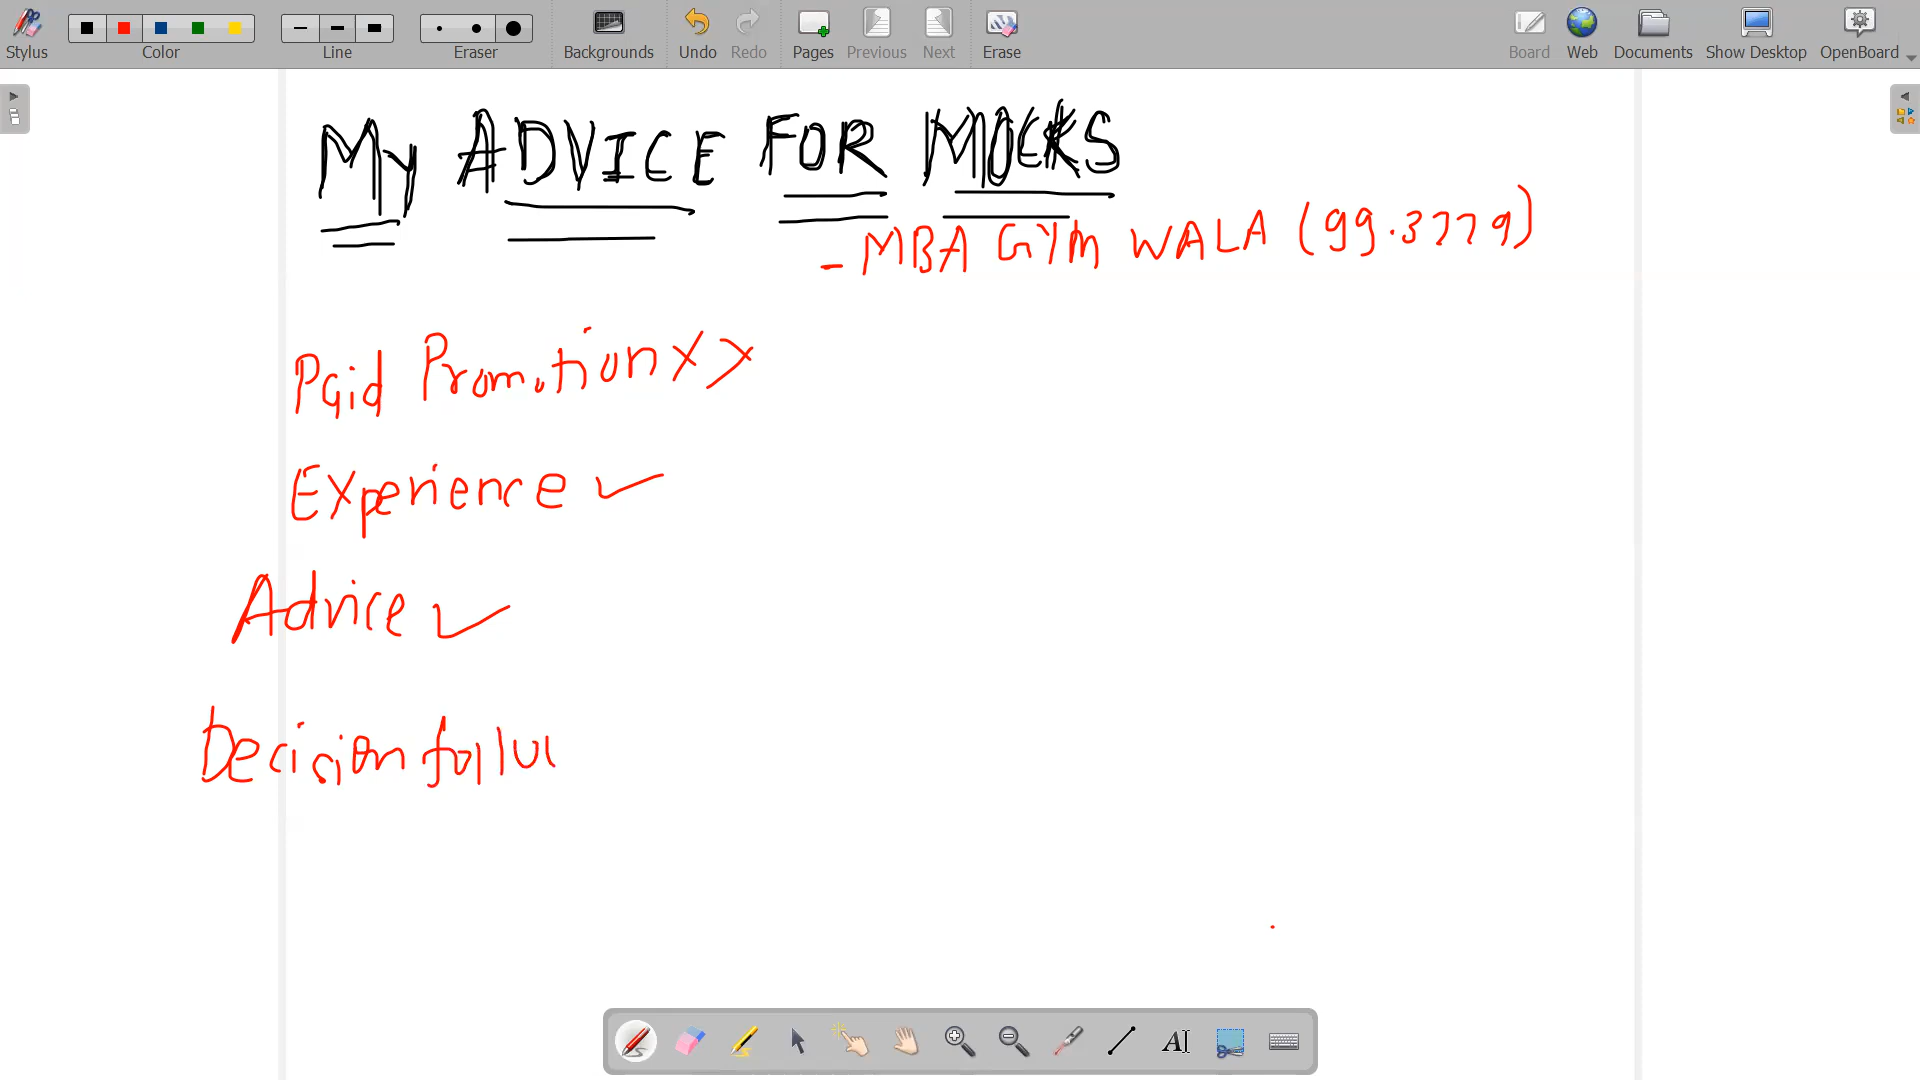 Stylus Color Line Eraser Backgrounds Undo Redo Pages Previous Next Erase Board Web Documents Show Desktop OpenBoard
My ADVICE FOR MOCKS
- MBA GYM WALA (99.3779)
Paid Promotion X X
Experience ✓
Advice ✓
Decision